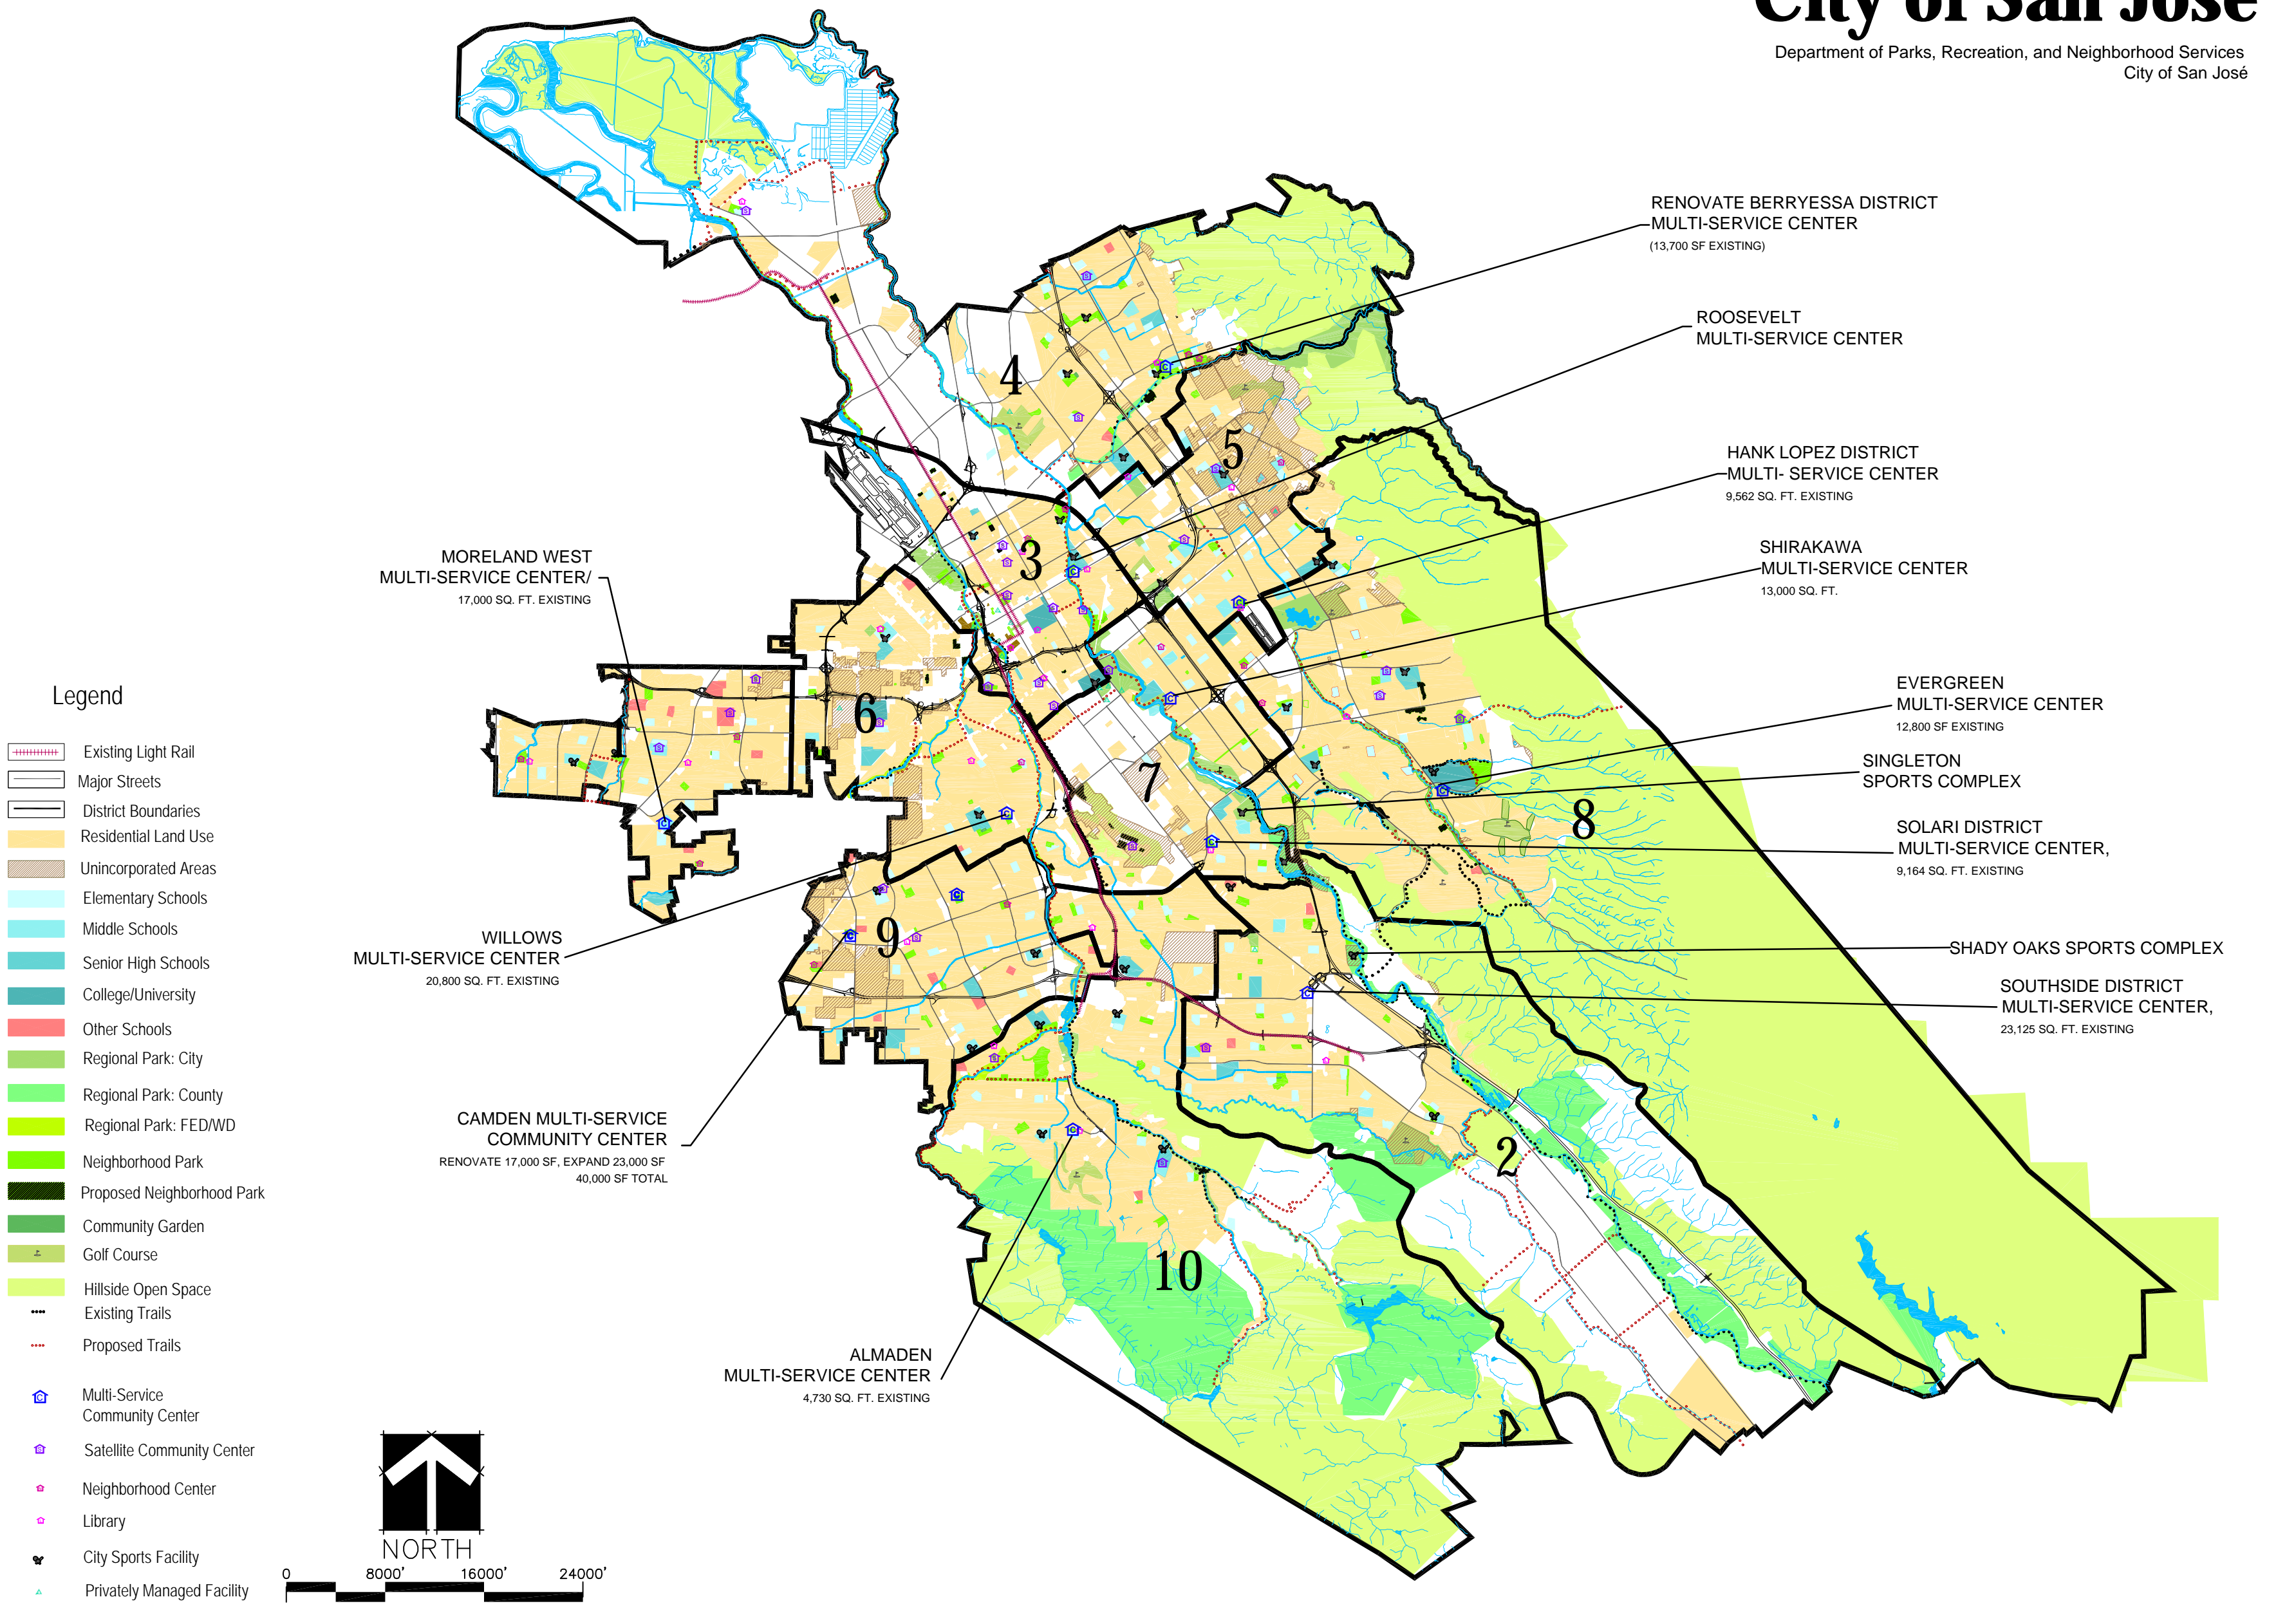 City of San José
Department of Parks, Recreation, and Neighborhood Services
City of San José
RENOVATE BERRYESSA DISTRICT
MULTI-SERVICE CENTER
(13,700 SF EXISTING)
ROOSEVELT
MULTI-SERVICE CENTER
HANK LOPEZ DISTRICT
MULTI- SERVICE CENTER
9,562 SQ. FT. EXISTING
SHIRAKAWA
MULTI-SERVICE CENTER
13,000 SQ. FT.
EVERGREEN
MULTI-SERVICE CENTER
12,800 SF EXISTING
SINGLETON
SPORTS COMPLEX
SOLARI DISTRICT
MULTI-SERVICE CENTER,
9,164 SQ. FT. EXISTING
SHADY OAKS SPORTS COMPLEX
SOUTHSIDE DISTRICT
MULTI-SERVICE CENTER,
23,125 SQ. FT. EXISTING
MORELAND WEST
MULTI-SERVICE CENTER/
17,000 SQ. FT. EXISTING
WILLOWS
MULTI-SERVICE CENTER
20,800 SQ. FT. EXISTING
CAMDEN MULTI-SERVICE
COMMUNITY CENTER
RENOVATE 17,000 SF, EXPAND 23,000 SF
40,000 SF TOTAL
ALMADEN
MULTI-SERVICE CENTER
4,730 SQ. FT. EXISTING
4
5
3
6
7
8
9
2
10
Legend
Existing Light Rail
Major Streets
District Boundaries
Residential Land Use
Unincorporated Areas
Elementary Schools
Middle Schools
Senior High Schools
College/University
Other Schools
Regional Park: City
Regional Park: County
Regional Park: FED/WD
Neighborhood Park
Proposed Neighborhood Park
Community Garden
Golf Course
Hillside Open Space
Existing Trails
Proposed Trails
Multi-Service
Community Center
Satellite Community Center
Neighborhood Center
Library
City Sports Facility
Privately Managed Facility
NORTH
0 8000' 16000' 24000'